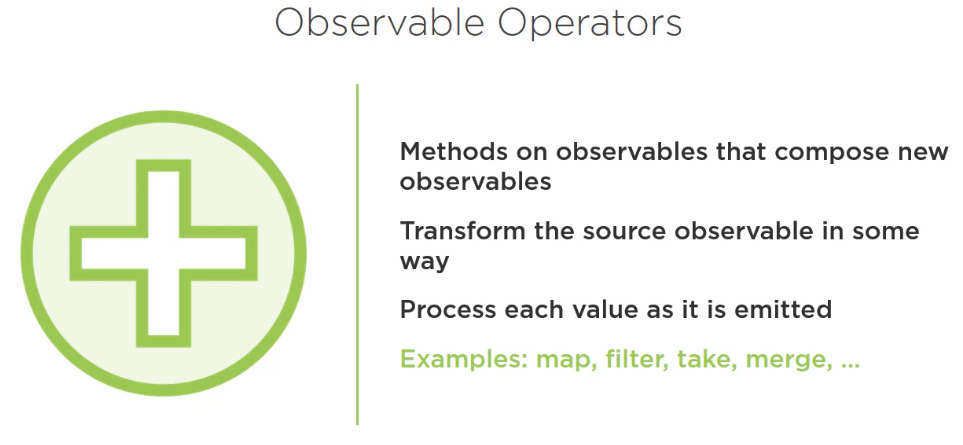 Observable Operators
Methods on observables that compose new
observables
Transform the source observable in some
way
Process each value as it is emitted
Examples: map, filter, take, merge, ...